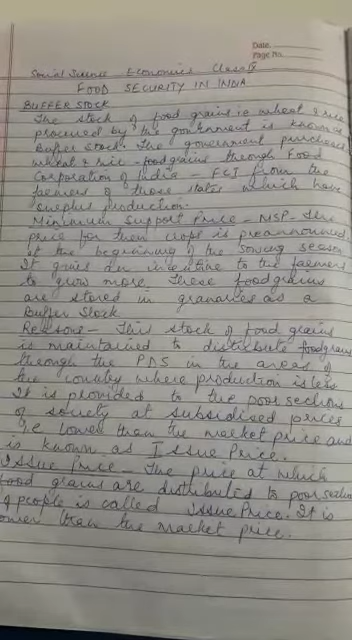 Date.
Page No.
Social Science Economics Class IX
FOOD SECURITY IN INDIA
BUFFER STOCK
The stock of food grains ie wheat & rice
procured by the government is known as
Buffer stock. The government purchases
wheat & rice - foodgrains through Food
Corporation of India - FCI from the
farmers of those states which have
surplus production.
Minimum Support Price - MSP - The
price for their crops is preannounced
at the beginning of the sowing season
It gives an incentive to the farmers
to grow more. These foodgrains
are stored in granaries as a
Buffer Stock
Reasons - This stock of food grains
is maintained to distribute foodgrains
through the PDS in the areas of
the country where production is less
It is provided to the poor sections
of society at subsidised prices
ie lower than the market price and
is known as Issue Price.
Issue Price - The price at which
food grains are distributed to poor section
of people is called Issue Price. It is
lower than the market price.